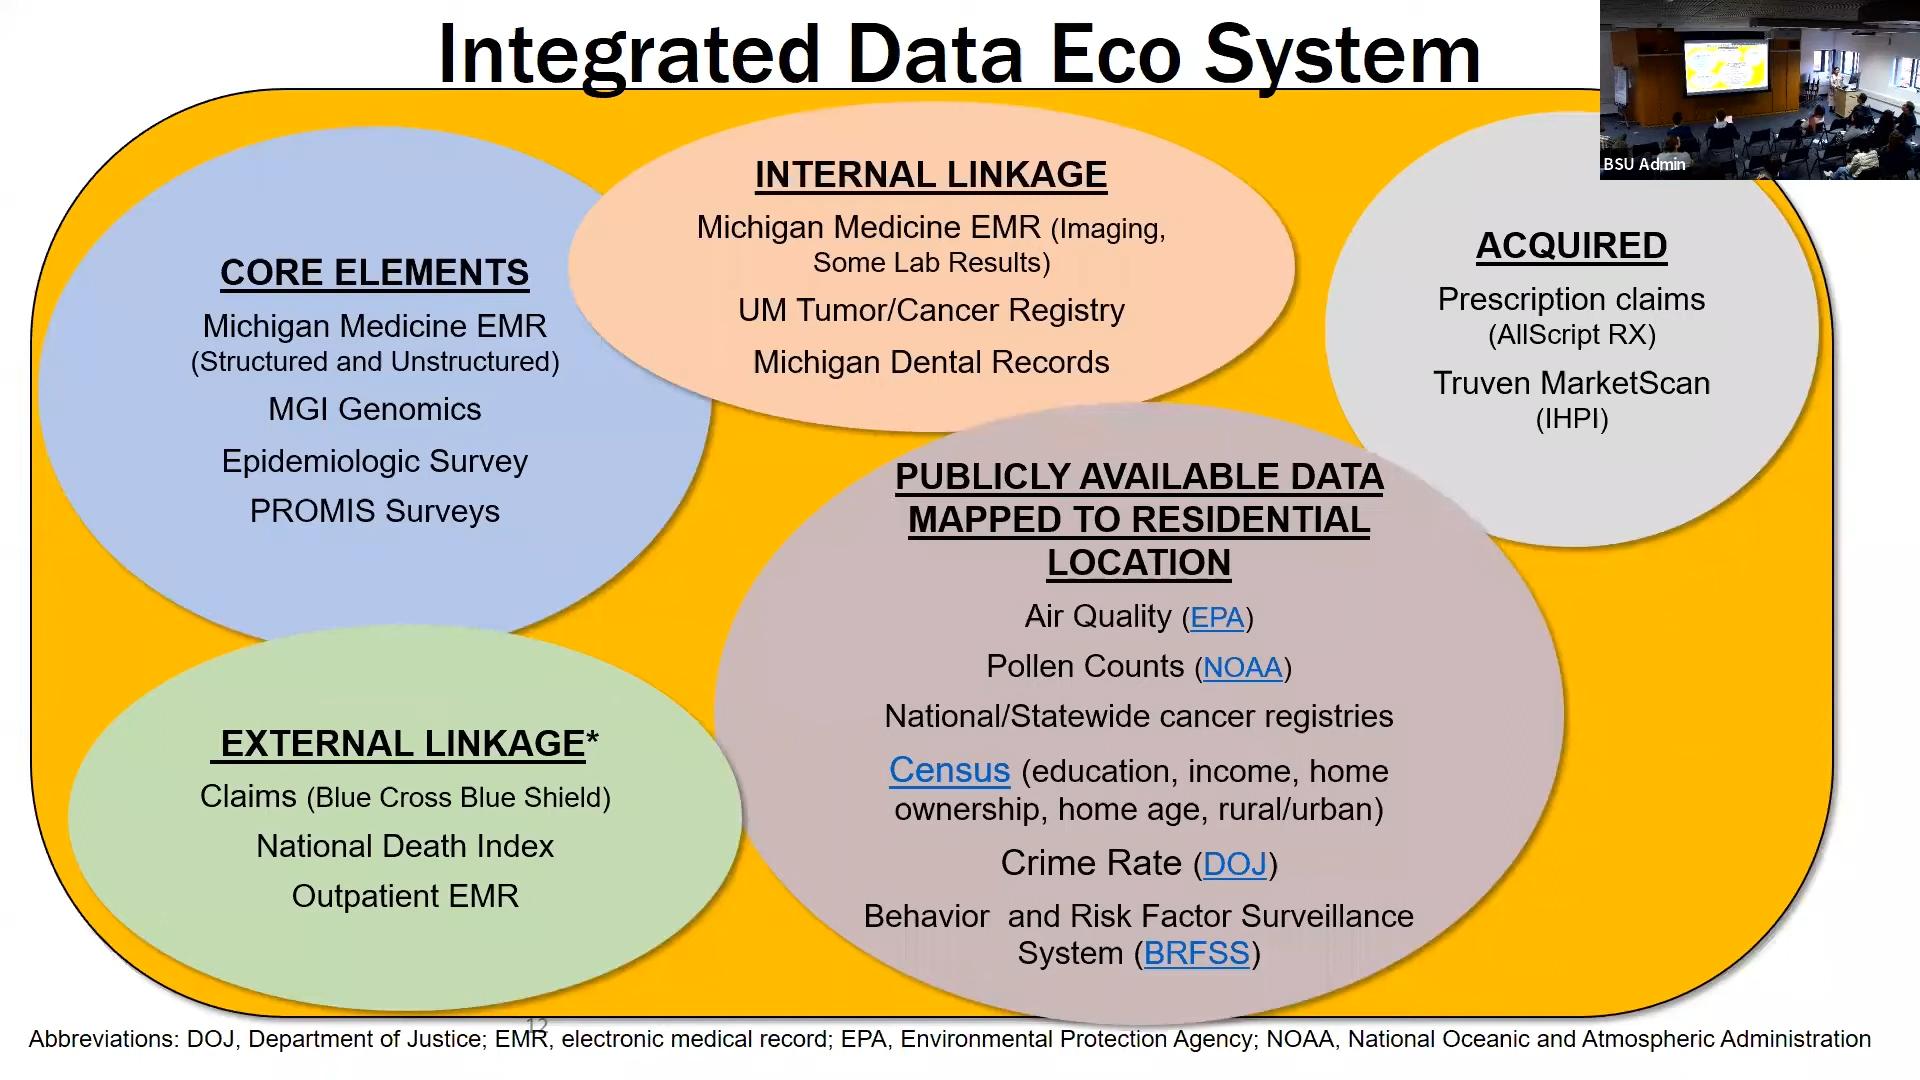 Integrated Data Eco System
BSU Admin
CORE ELEMENTS
Michigan Medicine EMR
(Structured and Unstructured)
MGI Genomics
Epidemiologic Survey
PROMIS Surveys
INTERNAL LINKAGE
Michigan Medicine EMR (Imaging,
Some Lab Results)
UM Tumor/Cancer Registry
Michigan Dental Records
ACQUIRED
Prescription claims
(AllScript RX)
Truven MarketScan
(IHPI)
EXTERNAL LINKAGE*
Claims (Blue Cross Blue Shield)
National Death Index
Outpatient EMR
PUBLICLY AVAILABLE DATA
MAPPED TO RESIDENTIAL
LOCATION
Air Quality (EPA)
Pollen Counts (NOAA)
National/Statewide cancer registries
Census (education, income, home
ownership, home age, rural/urban)
Crime Rate (DOJ)
Behavior and Risk Factor Surveillance
System (BRFSS)
12
Abbreviations: DOJ, Department of Justice; EMR, electronic medical record; EPA, Environmental Protection Agency; NOAA, National Oceanic and Atmospheric Administration